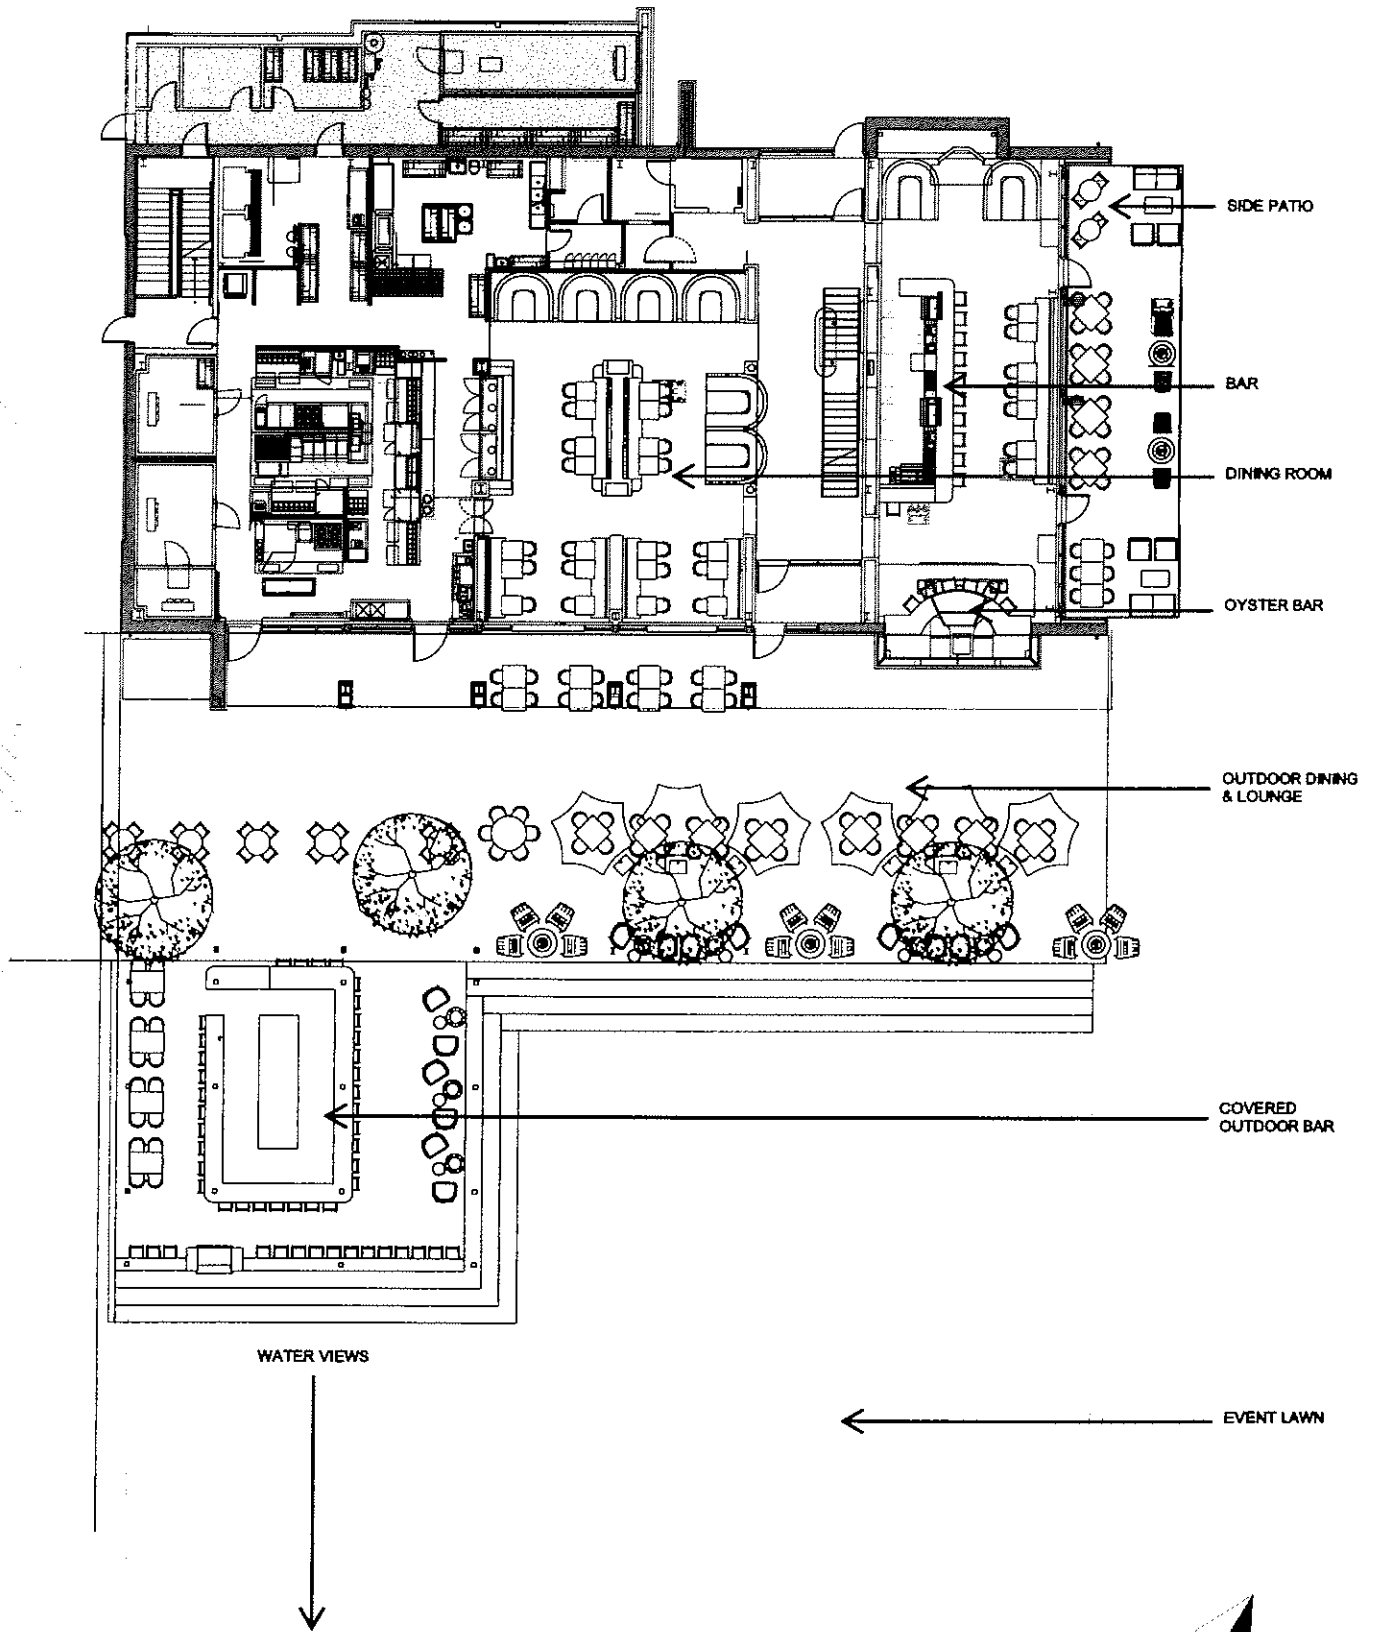 SIDE PATIO
BAR
DINING ROOM
OYSTER BAR
OUTDOOR DINING
& LOUNGE
COVERED
OUTDOOR BAR
WATER VIEWS
EVENT LAWN